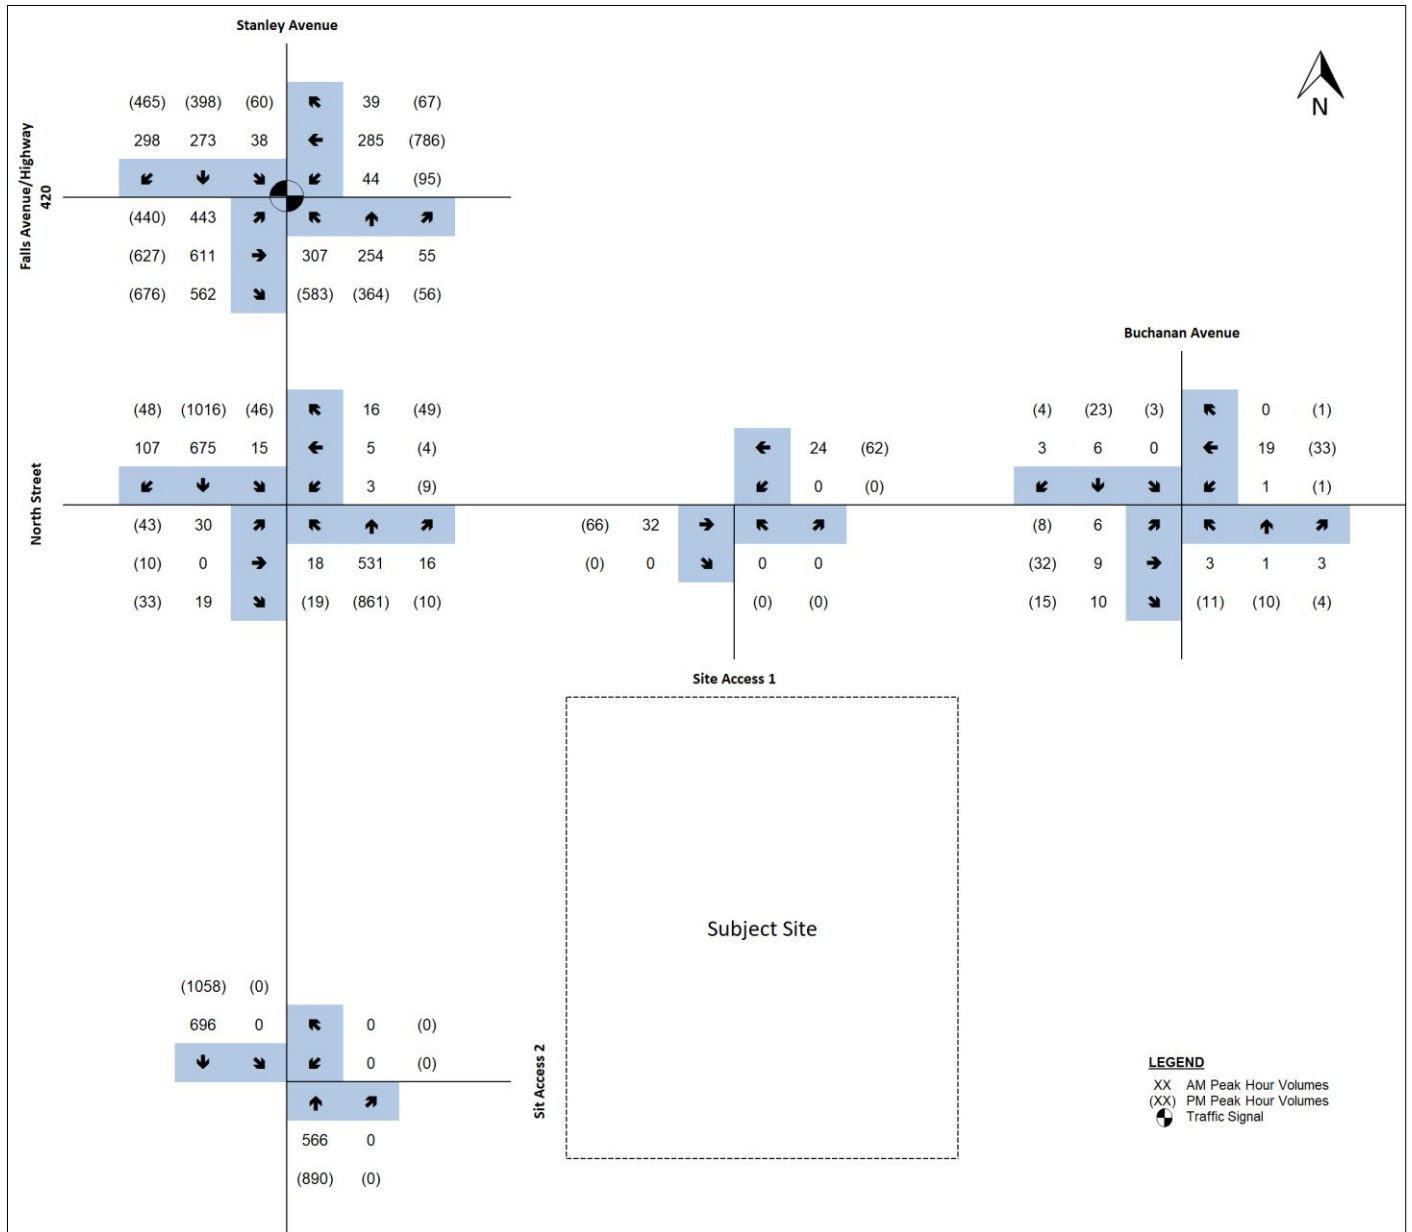 Stanley Avenue
(465) (398) (60) 39 (67)
298 273 38 285 (786)
44 (95)
Falls Avenue/Highway
420
(440) 443
(627) 611 307 254 55
(676) 562 (583) (364) (56)
N
Buchanan Avenue
(48) (1016) (46) 16 (49)
107 675 15 5 (4)
3 (9)
North Street
(43) 30
(10) 0 18 531 16
(33) 19 (19) (861) (10)
24 (62)
0 (0)
(66) 32
(0) 0 0 0
(0) (0)
Site Access 1
(4) (23) (3) 0 (1)
3 6 0 19 (33)
1 (1)
(8) 6
(32) 9 3 1 3
(15) 10 (11) (10) (4)
Subject Site
(1058) (0)
696 0 0 (0)
0 (0)
566 0
(890) (0)
Sit Access 2
LEGEND
XX AM Peak Hour Volumes
(XX) PM Peak Hour Volumes
Traffic Signal